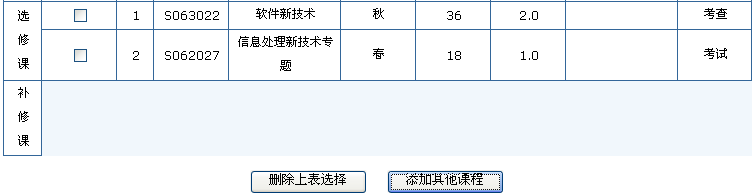 选修课
1 S063022 软件新技术 秋 36 2.0 考查
2 S062027 信息处理新技术专题 春 18 1.0 考试
补修课
删除上表选择 添加其他课程